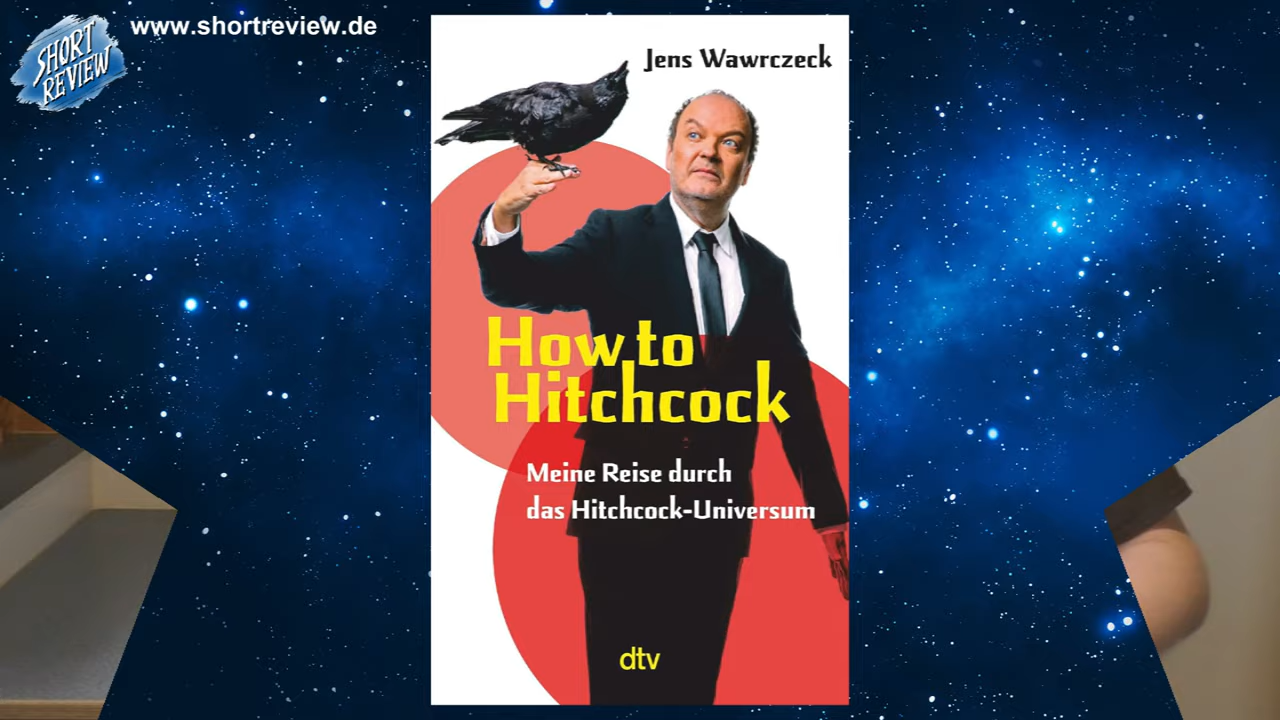 SHORT
REVIEW
www.shortreview.de
Jens Wawrczeck
How to
Hitchcock
Meine Reise durch
das Hitchcock-Universum
dtv